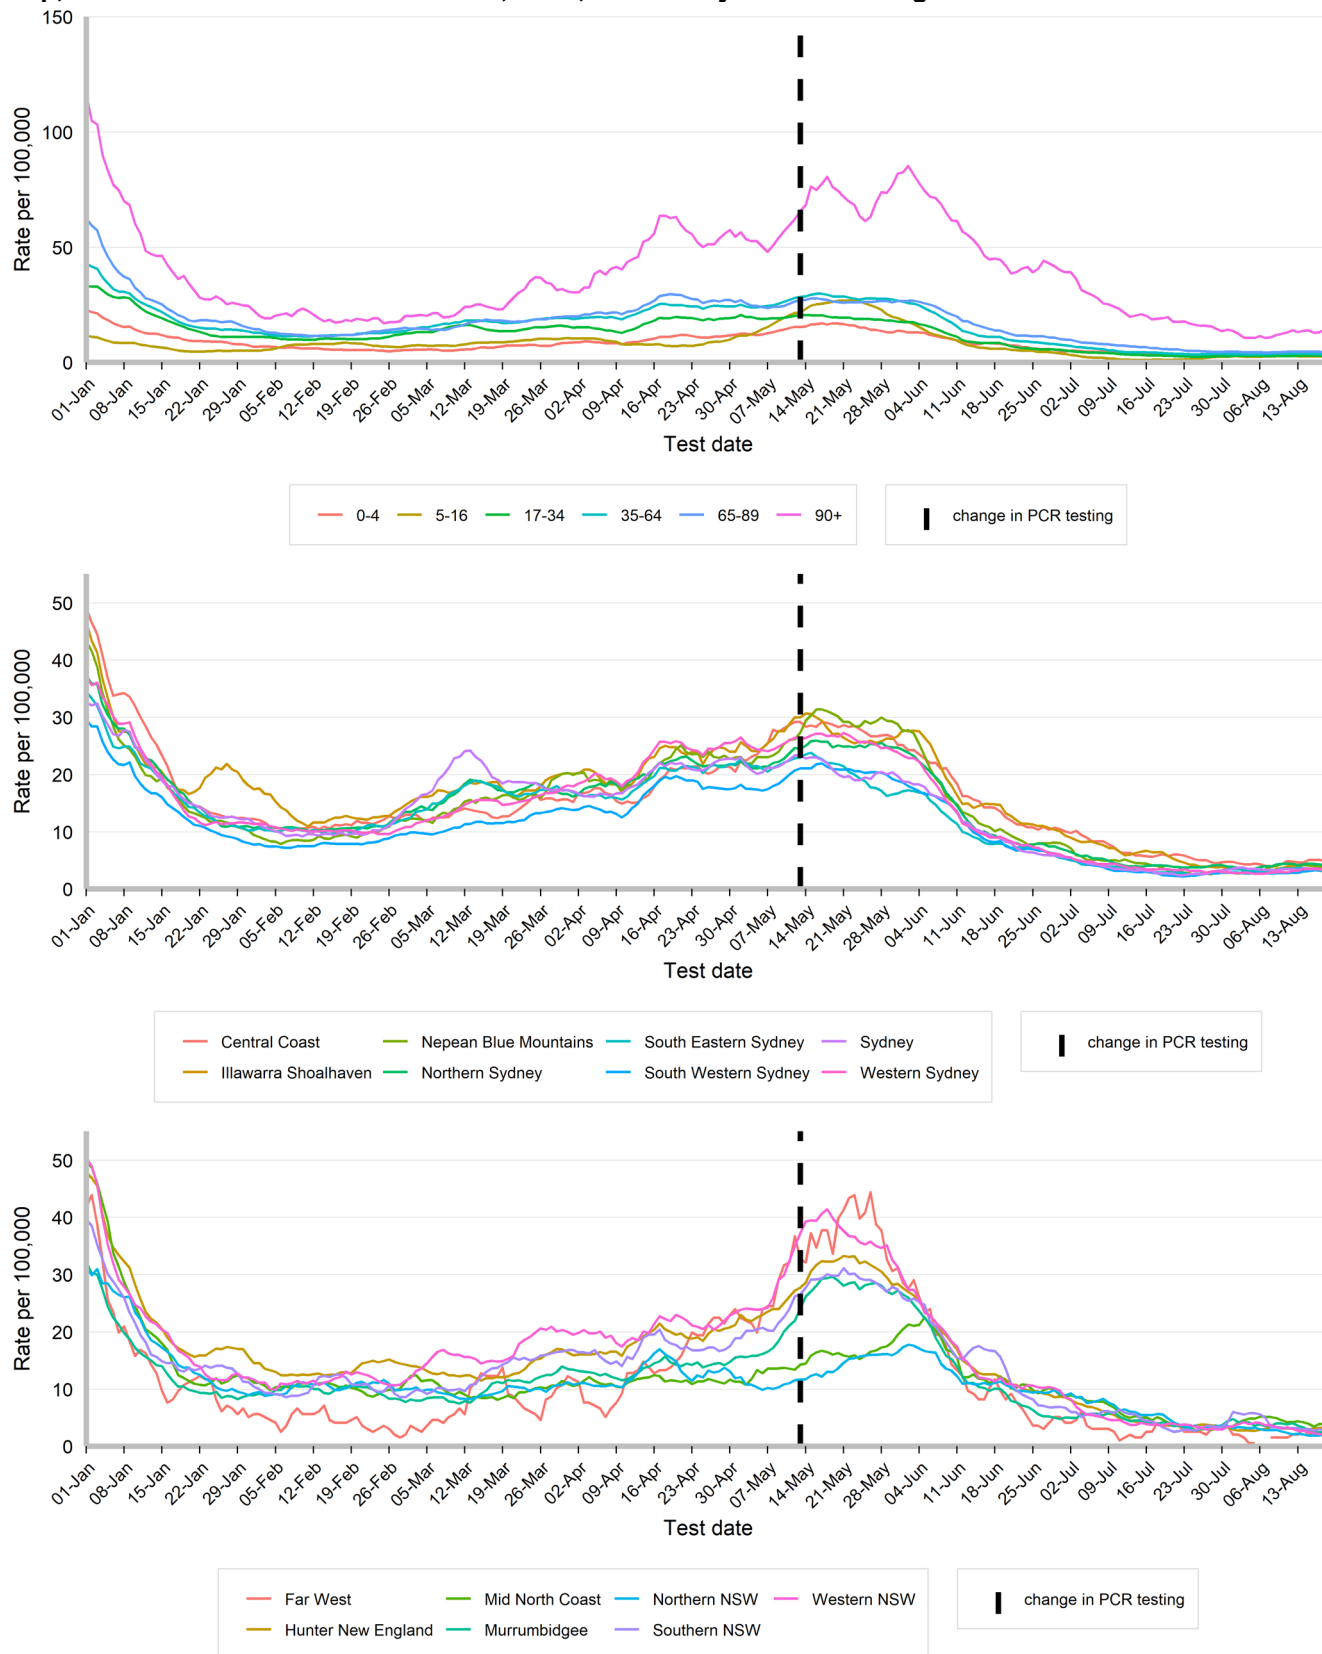 150
100
50
0
Rate per 100,000
01-Jan 08-Jan 15-Jan 22-Jan 29-Jan 05-Feb 12-Feb 19-Feb 26-Feb 05-Mar 12-Mar 19-Mar 26-Mar 02-Apr 09-Apr 16-Apr 23-Apr 30-Apr 07-May 14-May 21-May 28-May 04-Jun 11-Jun 18-Jun 25-Jun 02-Jul 09-Jul 16-Jul 23-Jul 30-Jul 06-Aug 13-Aug
Test date
0-4 5-16 17-34 35-64 65-89 90+ change in PCR testing
50
40
30
20
10
0
Rate per 100,000
01-Jan 08-Jan 15-Jan 22-Jan 29-Jan 05-Feb 12-Feb 19-Feb 26-Feb 05-Mar 12-Mar 19-Mar 26-Mar 02-Apr 09-Apr 16-Apr 23-Apr 30-Apr 07-May 14-May 21-May 28-May 04-Jun 11-Jun 18-Jun 25-Jun 02-Jul 09-Jul 16-Jul 23-Jul 30-Jul 06-Aug 13-Aug
Test date
Central Coast Nepean Blue Mountains South Eastern Sydney Sydney change in PCR testing
Illawarra Shoalhaven Northern Sydney South Western Sydney Western Sydney
50
40
30
20
10
0
Rate per 100,000
01-Jan 08-Jan 15-Jan 22-Jan 29-Jan 05-Feb 12-Feb 19-Feb 26-Feb 05-Mar 12-Mar 19-Mar 26-Mar 02-Apr 09-Apr 16-Apr 23-Apr 30-Apr 07-May 14-May 21-May 28-May 04-Jun 11-Jun 18-Jun 25-Jun 02-Jul 09-Jul 16-Jul 23-Jul 30-Jul 06-Aug 13-Aug
Test date
Far West Mid North Coast Northern NSW Western NSW change in PCR testing
Hunter New England Murrumbidgee Southern NSW